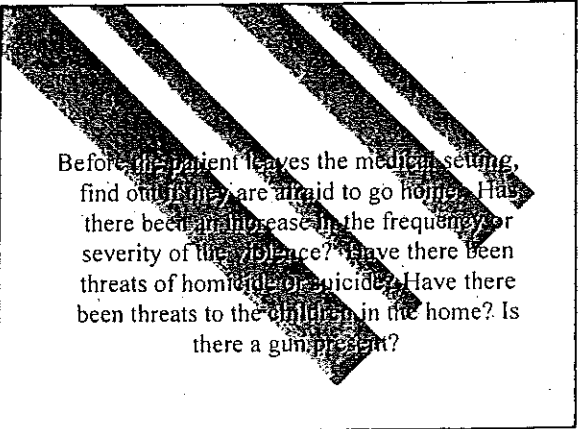 Before the patient leaves the medical setting,
find out if they are afraid to go home. Has
there been an increase in the frequency or
severity of the violence? Have there been
threats of homicide or suicide? Have there
been threats to the children in the home? Is
there a gun present?